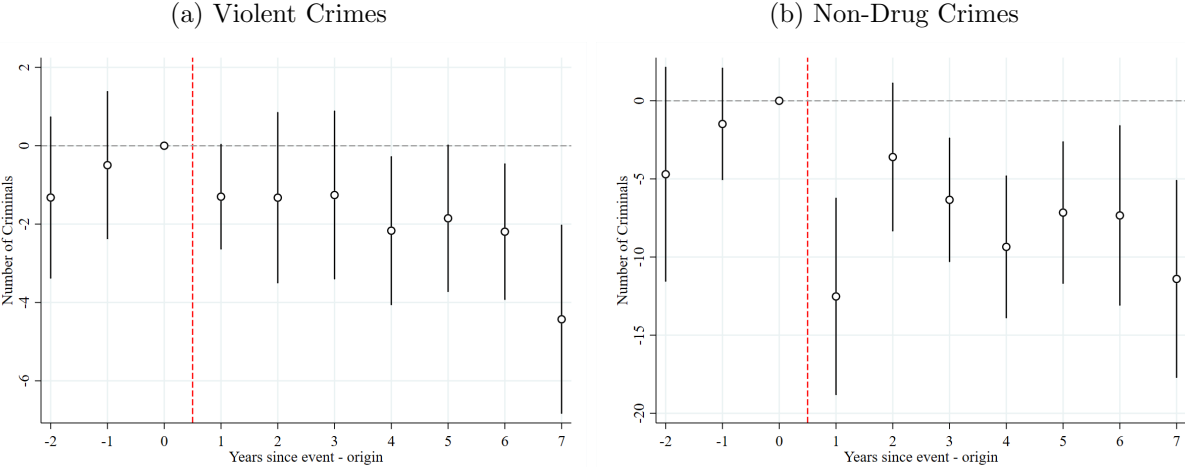 (a) Violent Crimes
Number of Criminals
2
0
-2
-4
-6
-2 -1 0 1 2 3 4 5 6 7
Years since event - origin
(b) Non-Drug Crimes
Number of Criminals
0
-5
-10
-15
-20
-2 -1 0 1 2 3 4 5 6 7
Years since event - origin